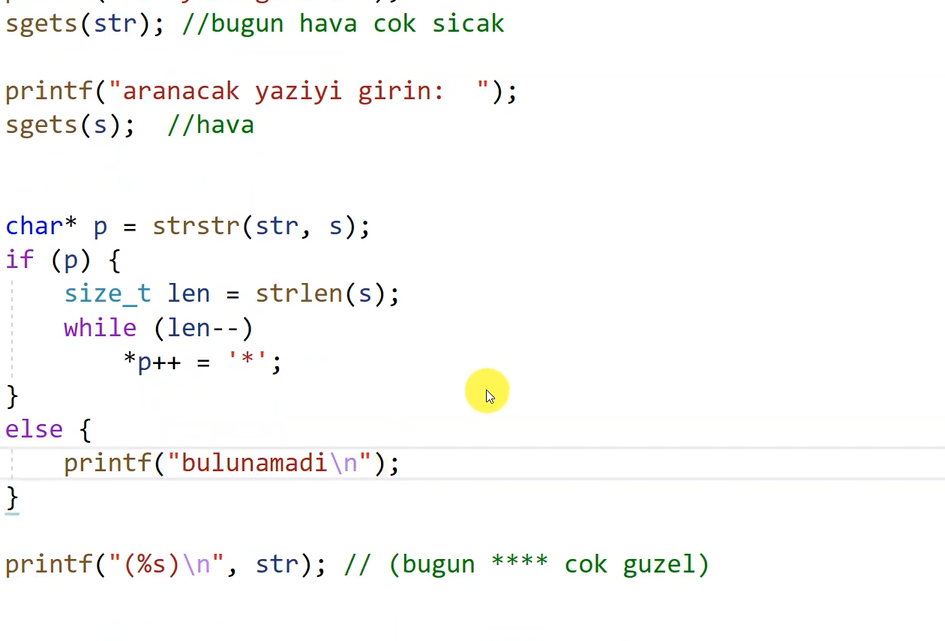 sgets(str); //bugun hava cok sicak
printf("aranacak yaziyi girin:  ");
sgets(s);  //hava
char* p = strstr(str, s);
if (p) {
size_t len = strlen(s);
while (len--)
*p++ = '*';
}
else {
printf("bulunamadi\n");
}
printf("(%s)\n", str); // (bugun **** cok guzel)